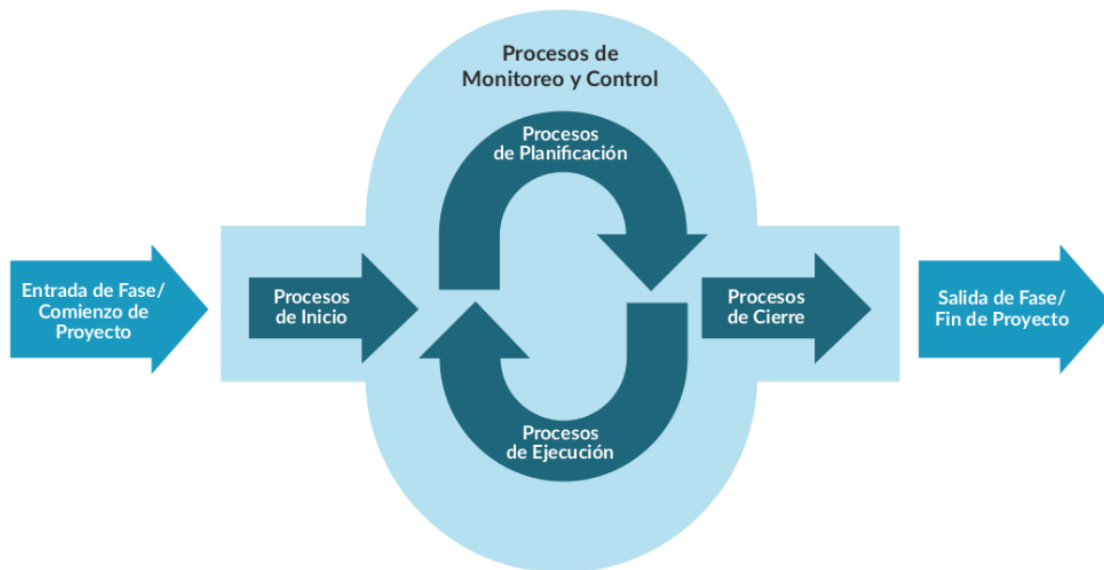 Procesos de
Monitoreo y Control
Procesos
de Planificación
Entrada de Fase/
Comienzo de
Proyecto
Procesos
de Inicio
Procesos
de Cierre
Salida de Fase/
Fin de Proyecto
Procesos
de Ejecución